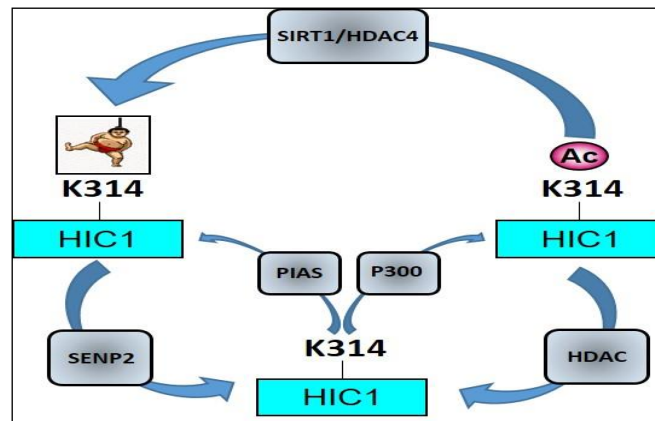 SIRT1/HDAC4
Ac
K314
K314
HIC1
HIC1
PIAS
P300
K314
SENP2
HDAC
HIC1